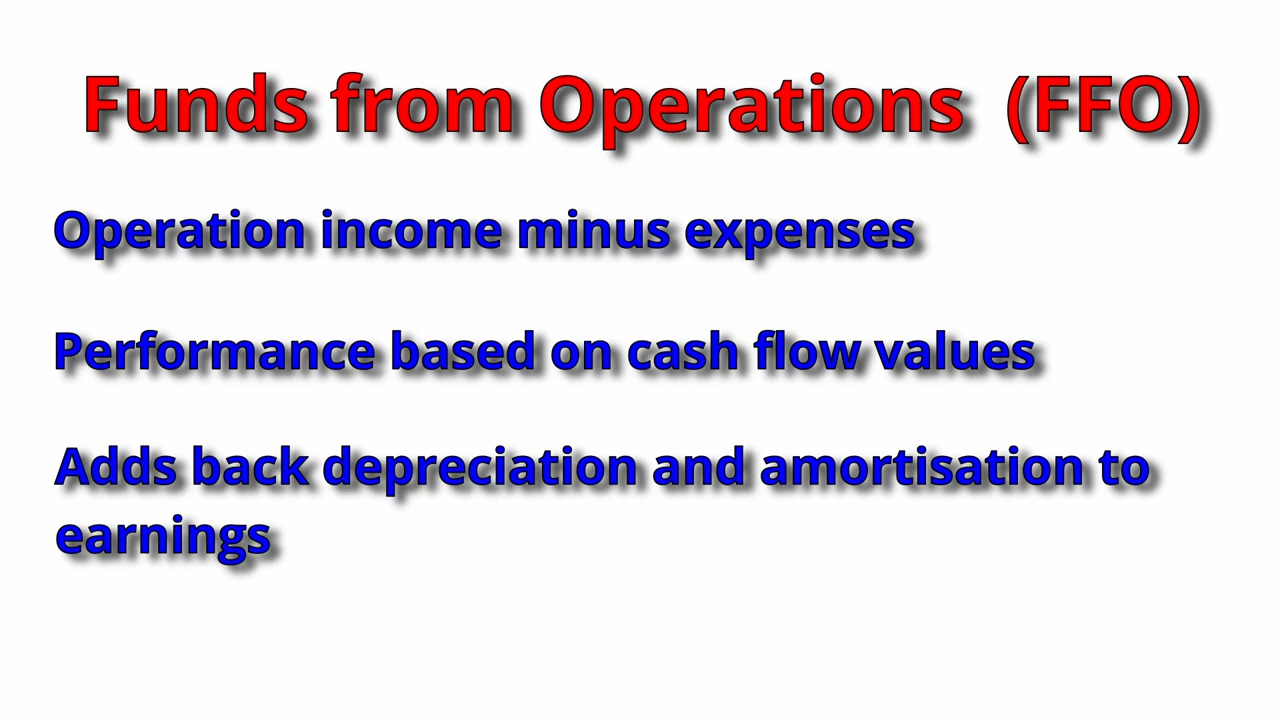 Funds from Operations (FFO)
Operation income minus expenses
Performance based on cash flow values
Adds back depreciation and amortisation to
earnings